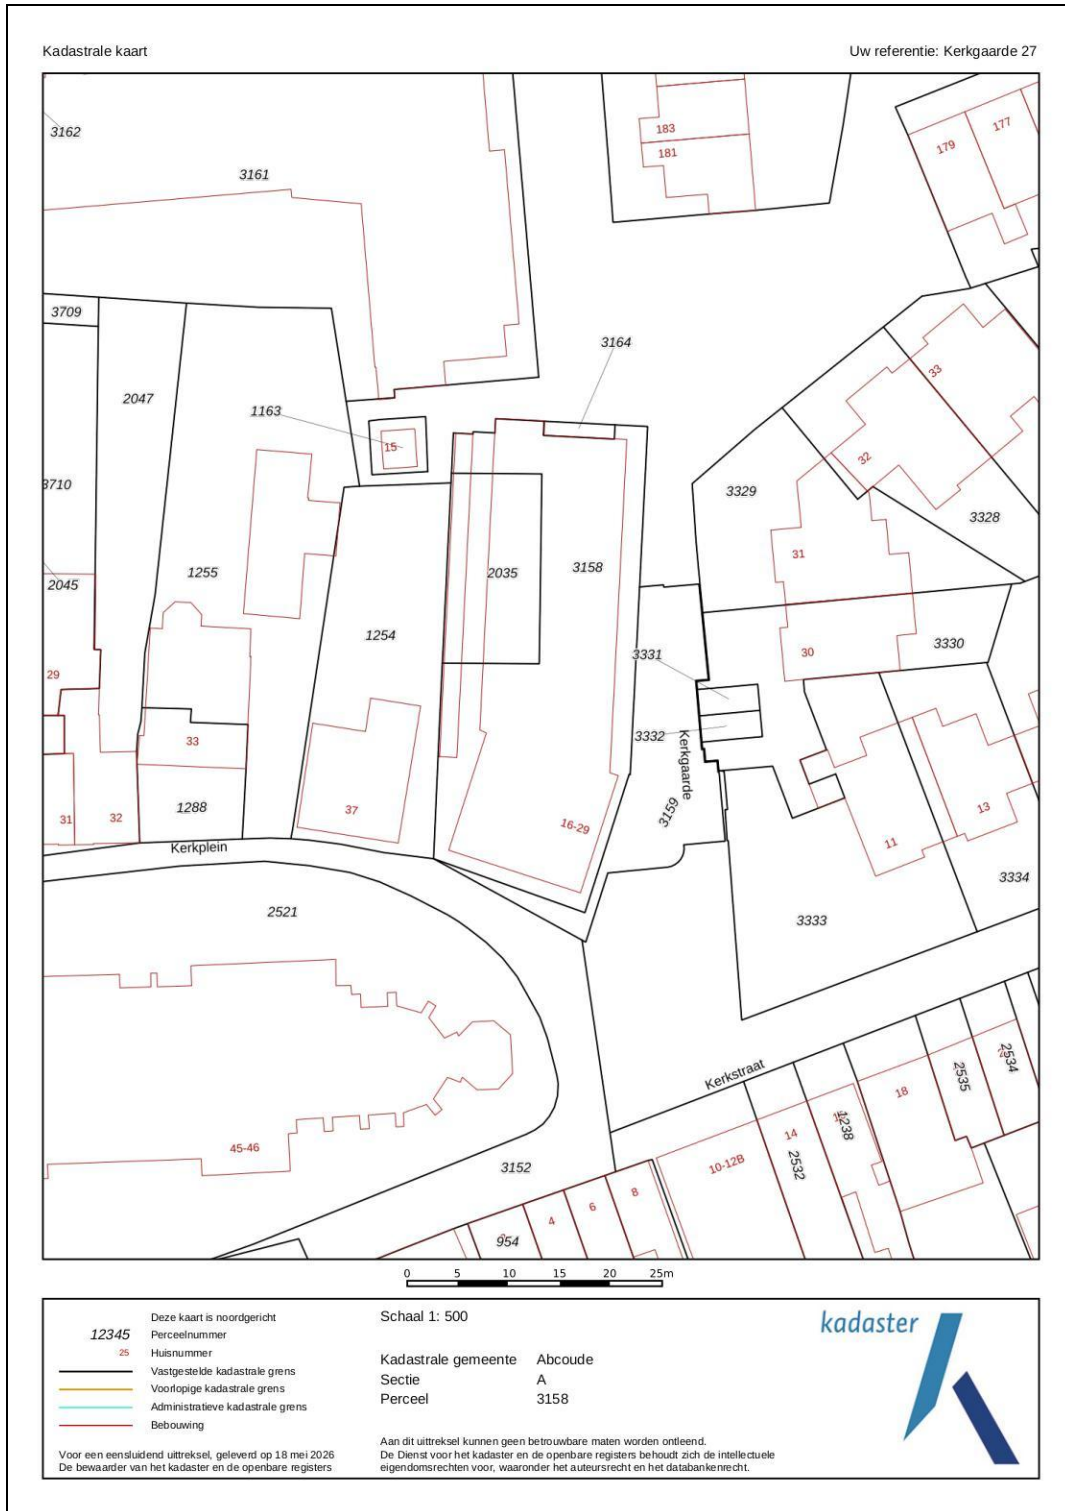 Kadastrale kaart
Uw referentie: Kerkgaarde 27
3162
3161
183
181
179
177
3709
2047
1163
15
3164
33
32
3329
3328
3710
2045
1255
2035
3158
31
1254
3331
30
3330
29
3332
Kerkgaarde
33
1288
37
3159
16-29
11
13
31
32
Kerkplein
3334
2521
3333
Kerkstraat
2534
2535
18
1238
14
2532
10-12B
45-46
3152
8
6
4
954
0 5 10 15 20 25m
Deze kaart is noordgericht
12345 Perceelnummer
25 Huisnummer
Vastgestelde kadastrale grens
Voorlopige kadastrale grens
Administratieve kadastrale grens
Bebouwing
Voor een eensluidend uittreksel, geleverd op 18 mei 2026
De bewaarder van het kadaster en de openbare registers
Schaal 1: 500
Kadastrale gemeente Abcoude
Sectie A
Perceel 3158
Aan dit uittreksel kunnen geen betrouwbare maten worden ontleend.
De Dienst voor het kadaster en de openbare registers behoudt zich de intellectuele
eigendomsrechten voor, waaronder het auteursrecht en het databankenrecht.
kadaster